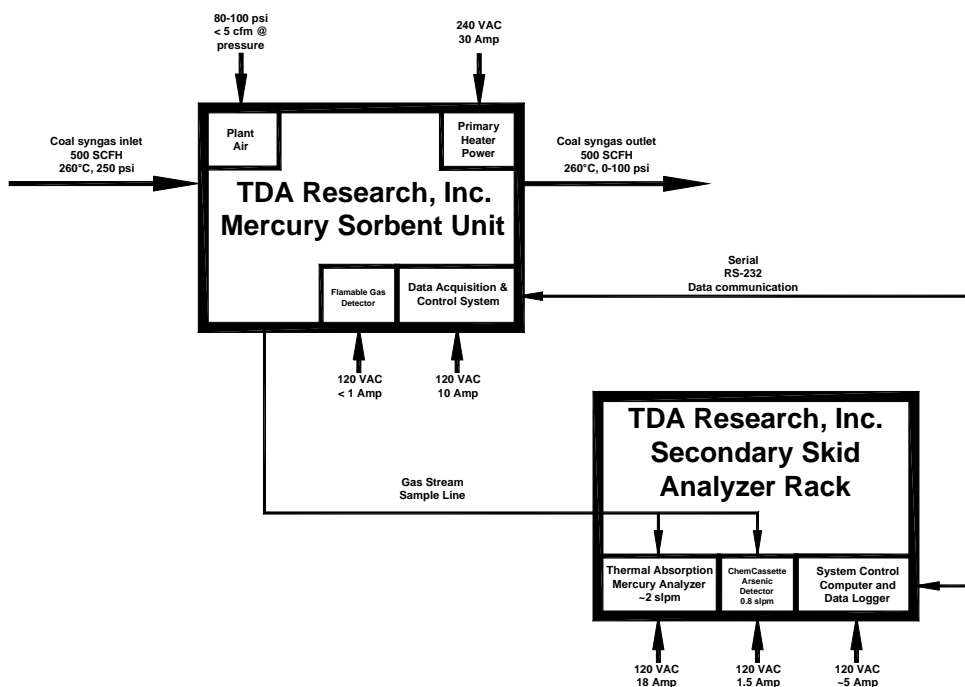 80-100 psi
< 5 cfm @
pressure
240 VAC
30 Amp
Coal syngas inlet
500 SCFH
260°C, 250 psi
Plant
Air
Primary
Heater
Power
Coal syngas outlet
500 SCFH
260°C, 0-100 psi
TDA Research, Inc.
Mercury Sorbent Unit
Flamable Gas
Detector
Data Acquisition &
Control System
Serial
RS-232
Data communication
120 VAC
< 1 Amp
120 VAC
10 Amp
TDA Research, Inc.
Secondary Skid
Analyzer Rack
Gas Stream
Sample Line
Thermal Absorption
Mercury Analyzer
~2 slpm
ChemCassette
Arsenic
Detector
0.8 slpm
System Control
Computer and
Data Logger
120 VAC
18 Amp
120 VAC
1.5 Amp
120 VAC
~5 Amp